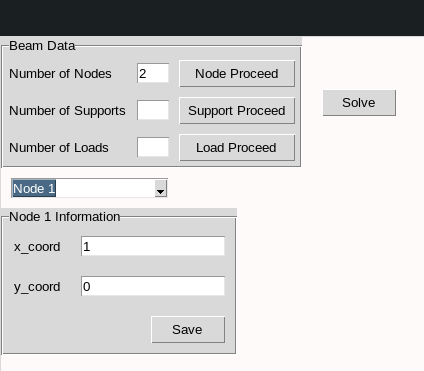 Beam Data
Number of Nodes 2 Node Proceed
Number of Supports Support Proceed
Solve
Number of Loads Load Proceed
Node 1
Node 1 Information
x_coord 1
y_coord 0
Save